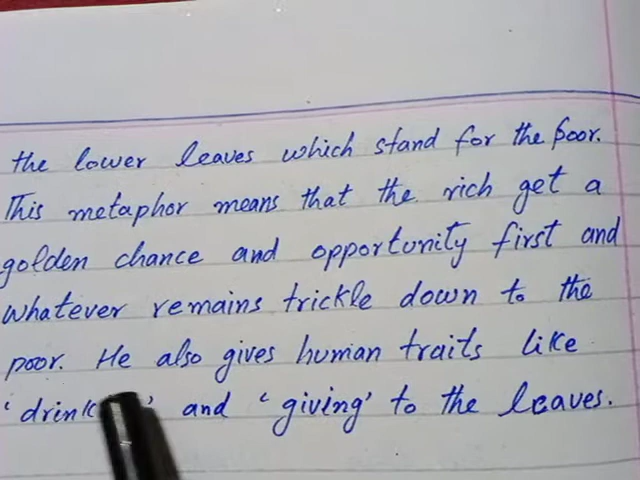 the lower leaves which stand for the poor.
This metaphor means that the rich get a
golden chance and opportunity first and
whatever remains trickle down to the
poor. He also gives human traits like
' ' and 'giving' to the leaves.